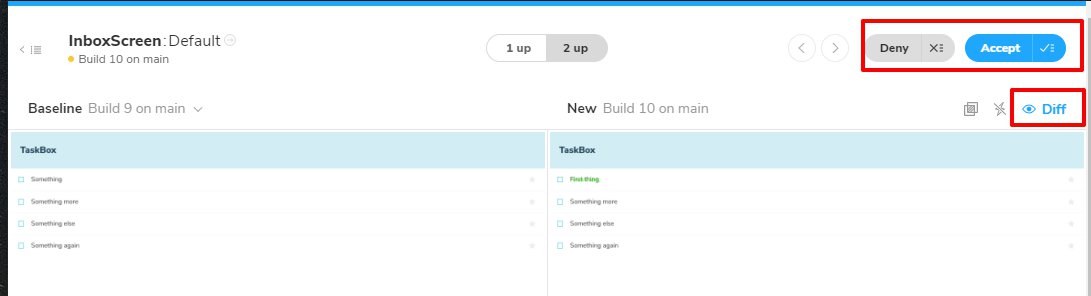 InboxScreen: Default
Build 10 on main
1 up 2 up
Deny Accept
Baseline Build 9 on main
New Build 10 on main
Diff
TaskBox
Something
Something more
Something else
Something again
TaskBox
First thing
Something more
Something else
Something again